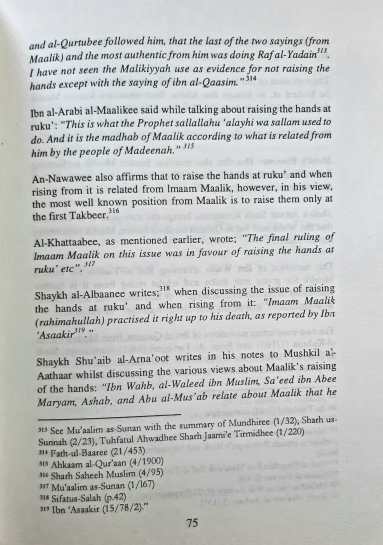 and al-Qurtubee followed him, that the last of the two sayings (from
Maalik) and the most authentic from him was doing Raf al-Yadain³¹³.
I have not seen the Malikiyyah use as evidence for not raising the
hands except with the saying of ibn al-Qaasim."³¹⁴
Ibn al-Arabi al-Maalikee said while talking about raising the hands at
ruku': "This is what the Prophet sallallahu 'alayhi wa sallam used to
do. And it is the madhab of Maalik according to what is related from
him by the people of Madeenah." ³¹⁵
An-Nawawee also affirms that to raise the hands at ruku' and when
rising from it is related from Imaam Maalik, however, in his view,
the most well known position from Maalik is to raise them only at
the first Takbeer.³¹⁶
Al-Khattaabee, as mentioned earlier, wrote; "The final ruling of
Imaam Maalik on this issue was in favour of raising the hands at
ruku' etc".³¹⁷
Shaykh al-Albaanee writes;³¹⁸ when discussing the issue of raising
the hands at ruku' and when rising from it: "Imaam Maalik
(rahimahullah) practised it right up to his death, as reported by Ibn
'Asaakir³¹⁹."
Shaykh Shu'aib al-Arna'oot writes in his notes to Mushkil al-
Aathaar whilst discussing the various views about Maalik's raising
of the hands: "Ibn Wahb, al-Waleed ibn Muslim, Sa'eed ibn Abee
Maryam, Ashab, and Abu al-Mus'ab relate about Maalik that he
³¹³ See Mu'aalim as-Sunan with the summary of Mundhiree (1/32), Sharh us-
Sunnah (2/23), Tuhfatul Ahwadhee Sharh Jaami'e Tirmidhee (1/220)
³¹⁴ Fath-ul-Baaree (21/453)
³¹⁵ Ahkaam al-Qur'aan (4/1900)
³¹⁶ Sharh Saheeh Muslim (4/95)
³¹⁷ Mu'aalim as-Sunan (1/167)
³¹⁸ Sifatus-Salah (p.42)
³¹⁹ Ibn 'Asaakir (15/78/2)."
75